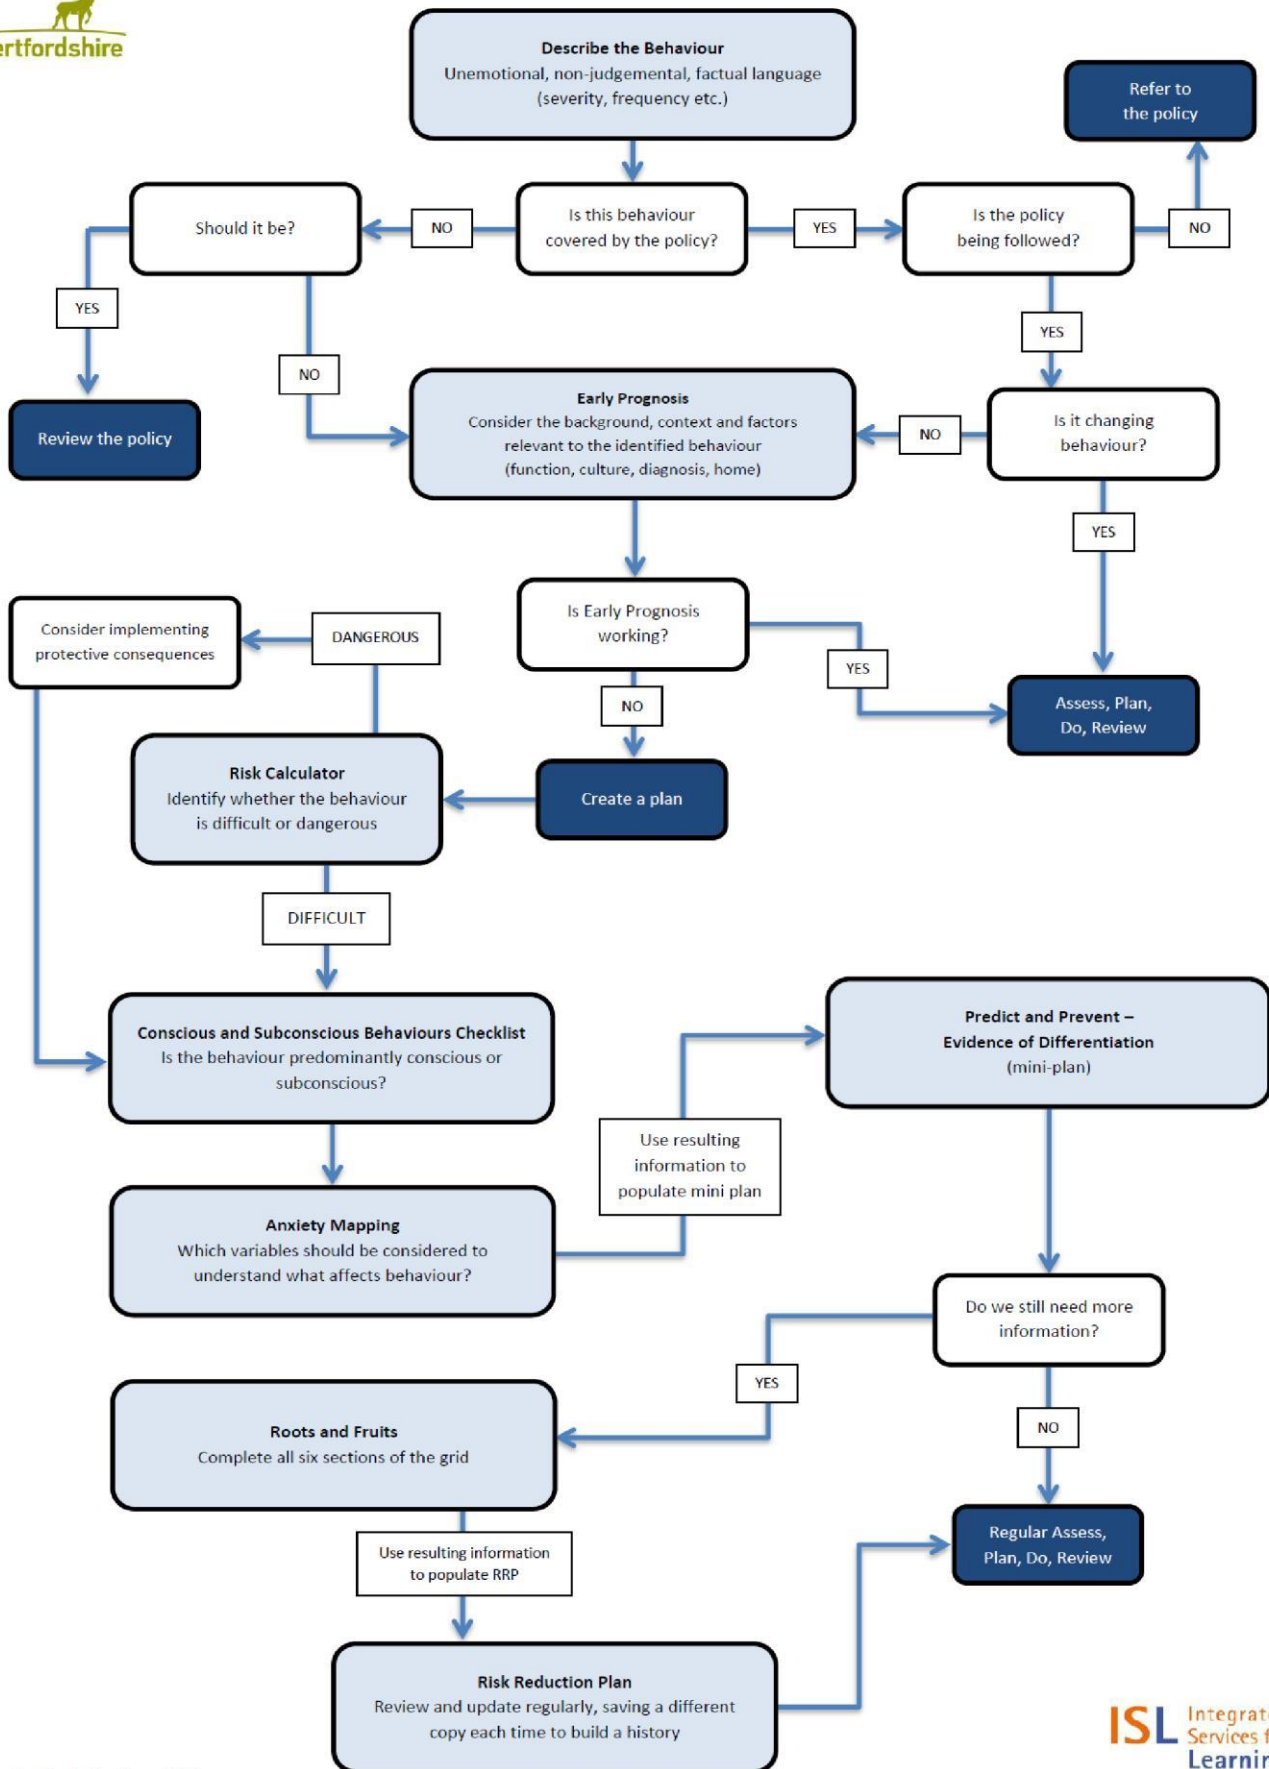 ertfordshire
Describe the Behaviour
Unemotional, non-judgemental, factual language
(severity, frequency etc.)
Refer to
the policy
Should it be?
NO
Is this behaviour
covered by the policy?
YES
Is the policy
being followed?
NO
YES
YES
NO
Review the policy
Early Prognosis
Consider the background, context and factors
relevant to the identified behaviour
(function, culture, diagnosis, home)
NO
Is it changing
behaviour?
YES
Consider implementing
protective consequences
DANGEROUS
Is Early Prognosis
working?
YES
NO
Assess, Plan,
Do, Review
Risk Calculator
Identify whether the behaviour
is difficult or dangerous
Create a plan
DIFFICULT
Conscious and Subconscious Behaviours Checklist
Is the behaviour predominantly conscious or
subconscious?
Predict and Prevent –
Evidence of Differentiation
(mini-plan)
Use resulting
information to
populate mini plan
Anxiety Mapping
Which variables should be considered to
understand what affects behaviour?
Do we still need more
information?
YES
NO
Roots and Fruits
Complete all six sections of the grid
Use resulting information
to populate RRP
Regular Assess,
Plan, Do, Review
Risk Reduction Plan
Review and update regularly, saving a different
copy each time to build a history
ISL
Integrate
Services f
Learnin